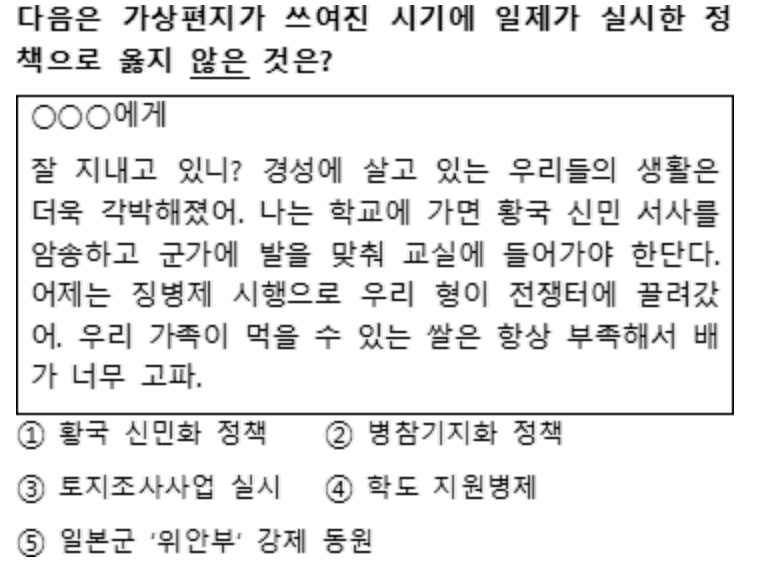 다음은 가상편지가 쓰여진 시기에 일제가 실시한 정
책으로 옳지 않은 것은?
○○○에게
잘 지내고 있니? 경성에 살고 있는 우리들의 생활은
더욱 각박해졌어. 나는 학교에 가면 황국 신민 서사를
암송하고 군가에 발을 맞춰 교실에 들어가야 한단다.
어제는 징병제 시행으로 우리 형이 전쟁터에 끌려갔
어. 우리 가족이 먹을 수 있는 쌀은 항상 부족해서 배
가 너무 고파.
① 황국 신민화 정책 ② 병참기지화 정책
③ 토지조사사업 실시 ④ 학도 지원병제
⑤ 일본군 '위안부' 강제 동원